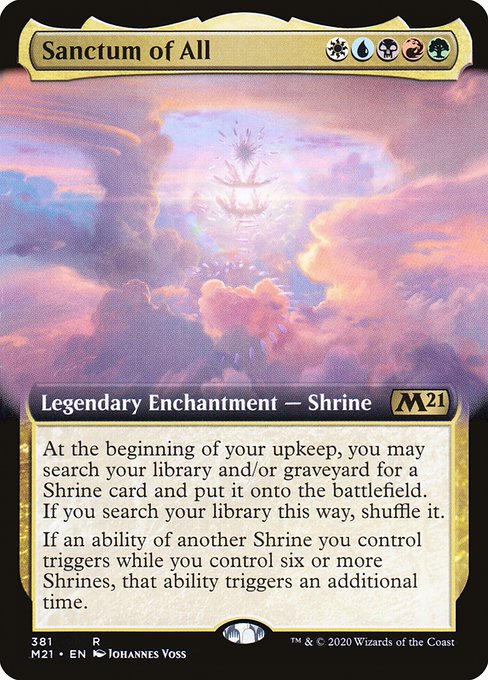 Sanctum of All
Legendary Enchantment — Shrine
M21
At the beginning of your upkeep, you may
search your library and/or graveyard for a
Shrine card and put it onto the battlefield.
If you search your library this way, shuffle it.
If an ability of another Shrine you control
triggers while you control six or more
Shrines, that ability triggers an additional
time.
381 R
M21 • EN Johannes Voss
™ & © 2020 Wizards of the Coast